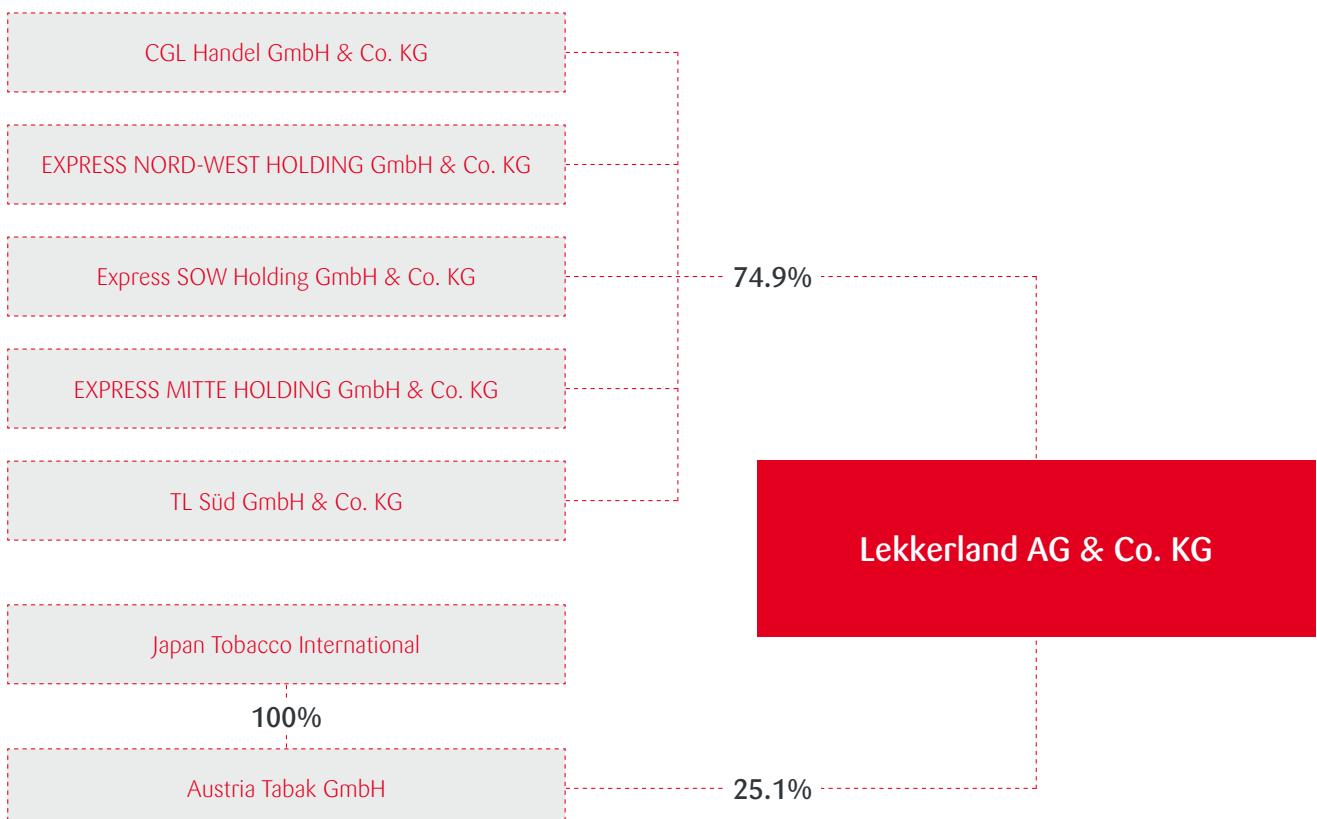 CGL Handel GmbH & Co. KG
EXPRESS NORD-WEST HOLDING GmbH & Co. KG
Express SOW Holding GmbH & Co. KG
74.9%
EXPRESS MITTE HOLDING GmbH & Co. KG
TL Süd GmbH & Co. KG
Lekkerland AG & Co. KG
Japan Tobacco International
100%
Austria Tabak GmbH
25.1%